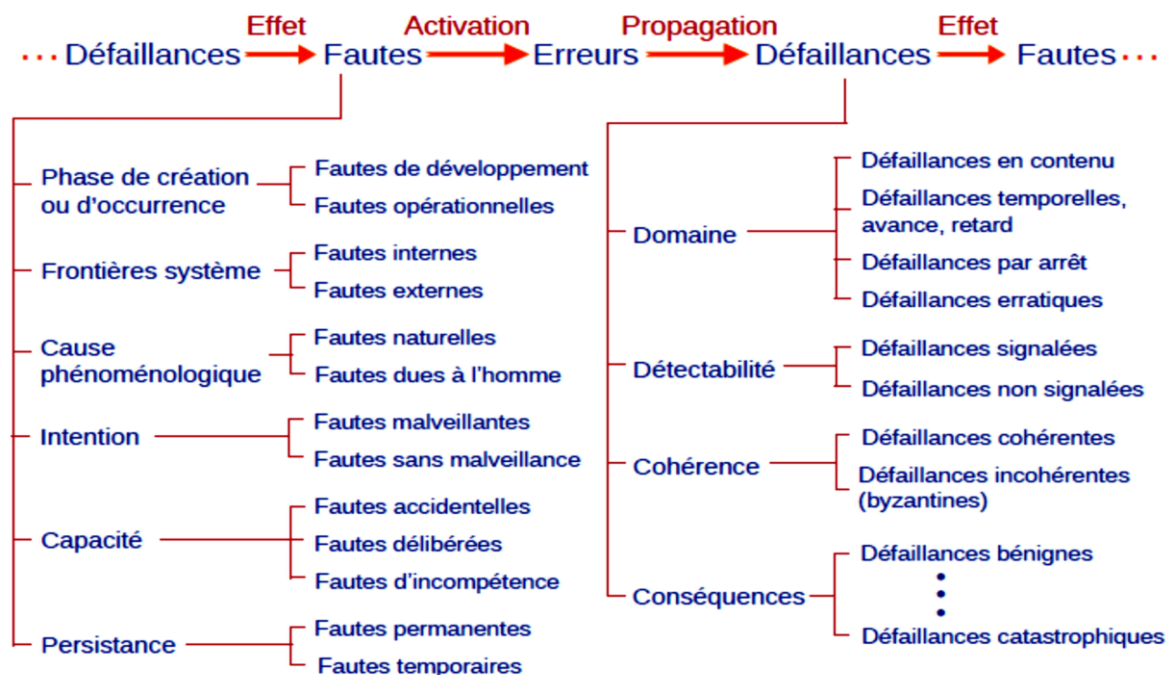 Effet Activation Propagation Effet
... Défaillances Fautes Erreurs Défaillances Fautes ...
Phase de création
ou d'occurrence
Fautes de développement
Fautes opérationnelles
Frontières système
Fautes internes
Fautes externes
Cause
phénoménologique
Fautes naturelles
Fautes dues à l'homme
Intention
Fautes malveillantes
Fautes sans malveillance
Capacité
Fautes accidentelles
Fautes délibérées
Fautes d'incompétence
Persistance
Fautes permanentes
Fautes temporaires
Domaine
Défaillances en contenu
Défaillances temporelles,
avance, retard
Défaillances par arrêt
Défaillances erratiques
Détectabilité
Défaillances signalées
Défaillances non signalées
Cohérence
Défaillances cohérentes
Défaillances incohérentes
(byzantines)
Conséquences
Défaillances bénignes
Défaillances catastrophiques